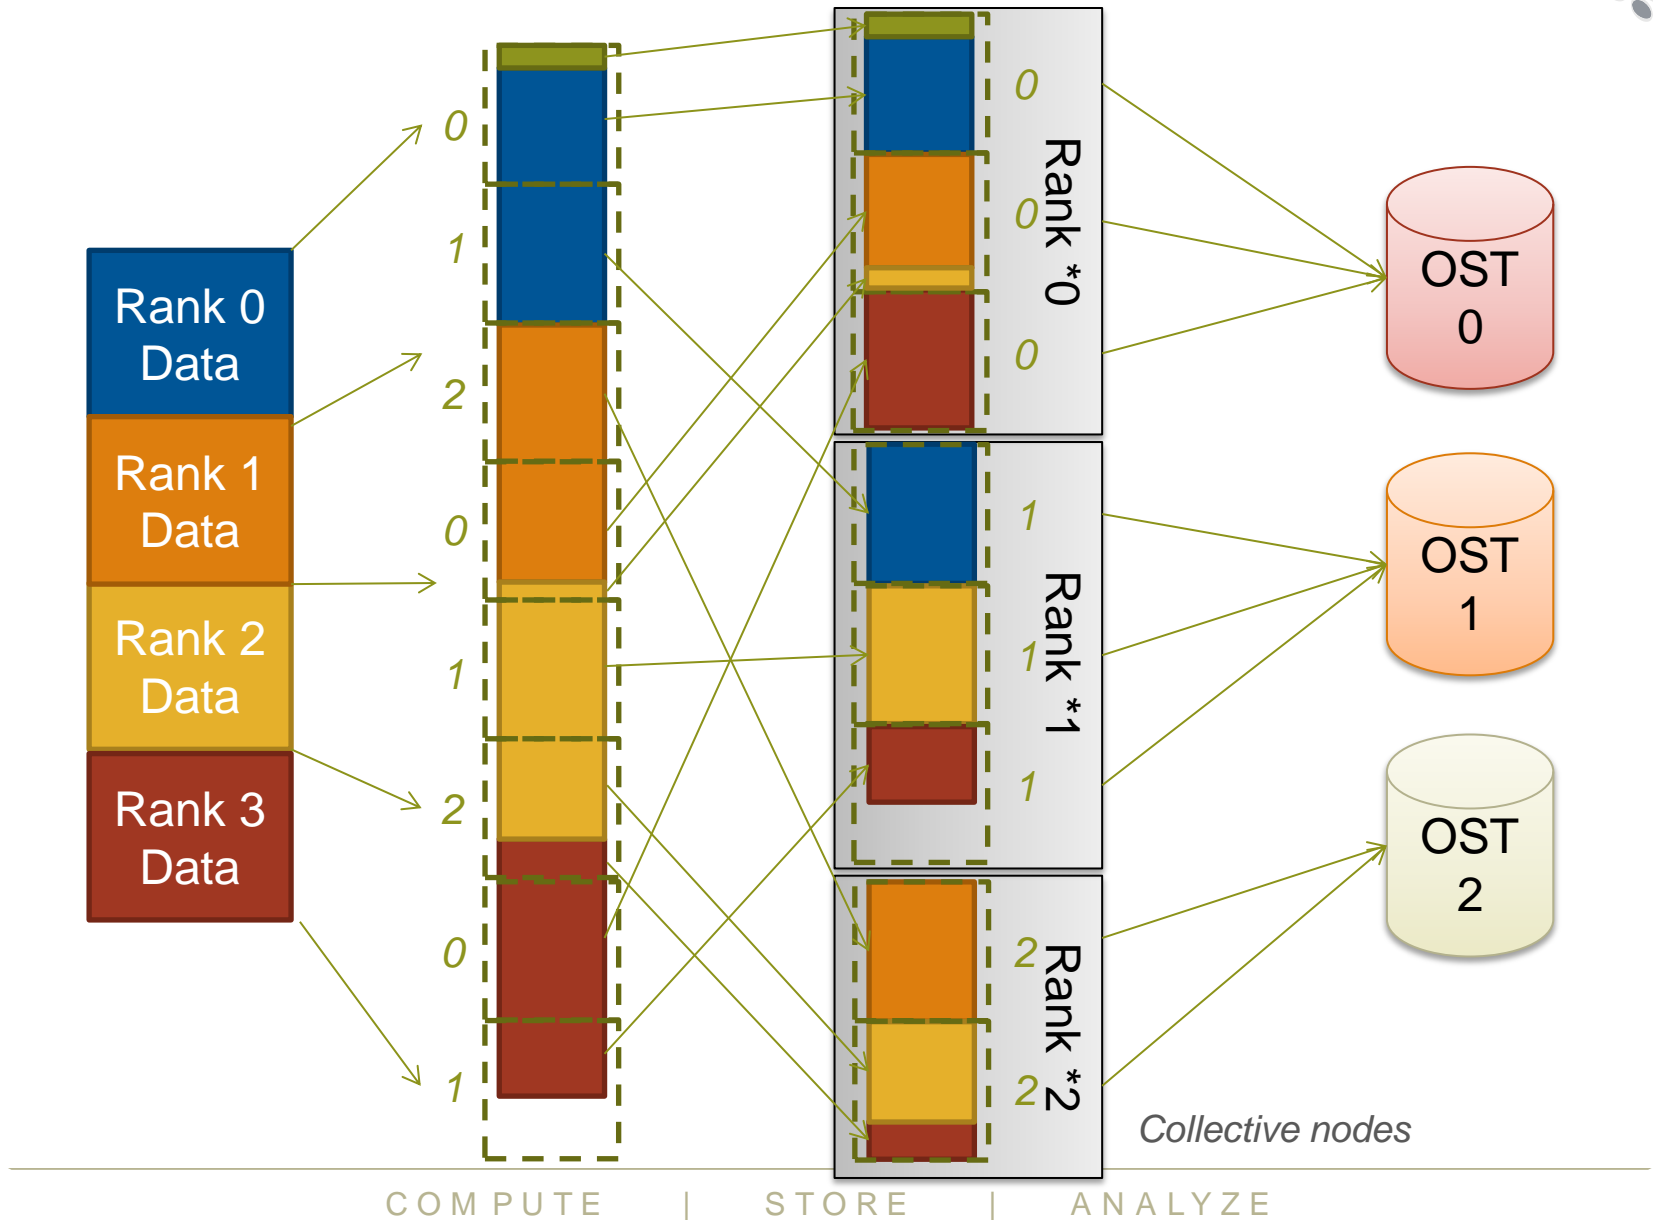 Rank 0
Data
Rank 1
Data
Rank 2
Data
Rank 3
Data
0
1
2
0
1
2
0
1
0
0
0
Rank *0
1
1
1
Rank *1
2
2
Rank *2
OST
0
OST
1
OST
2
Collective nodes
COMPUTE | STORE | ANALYZE